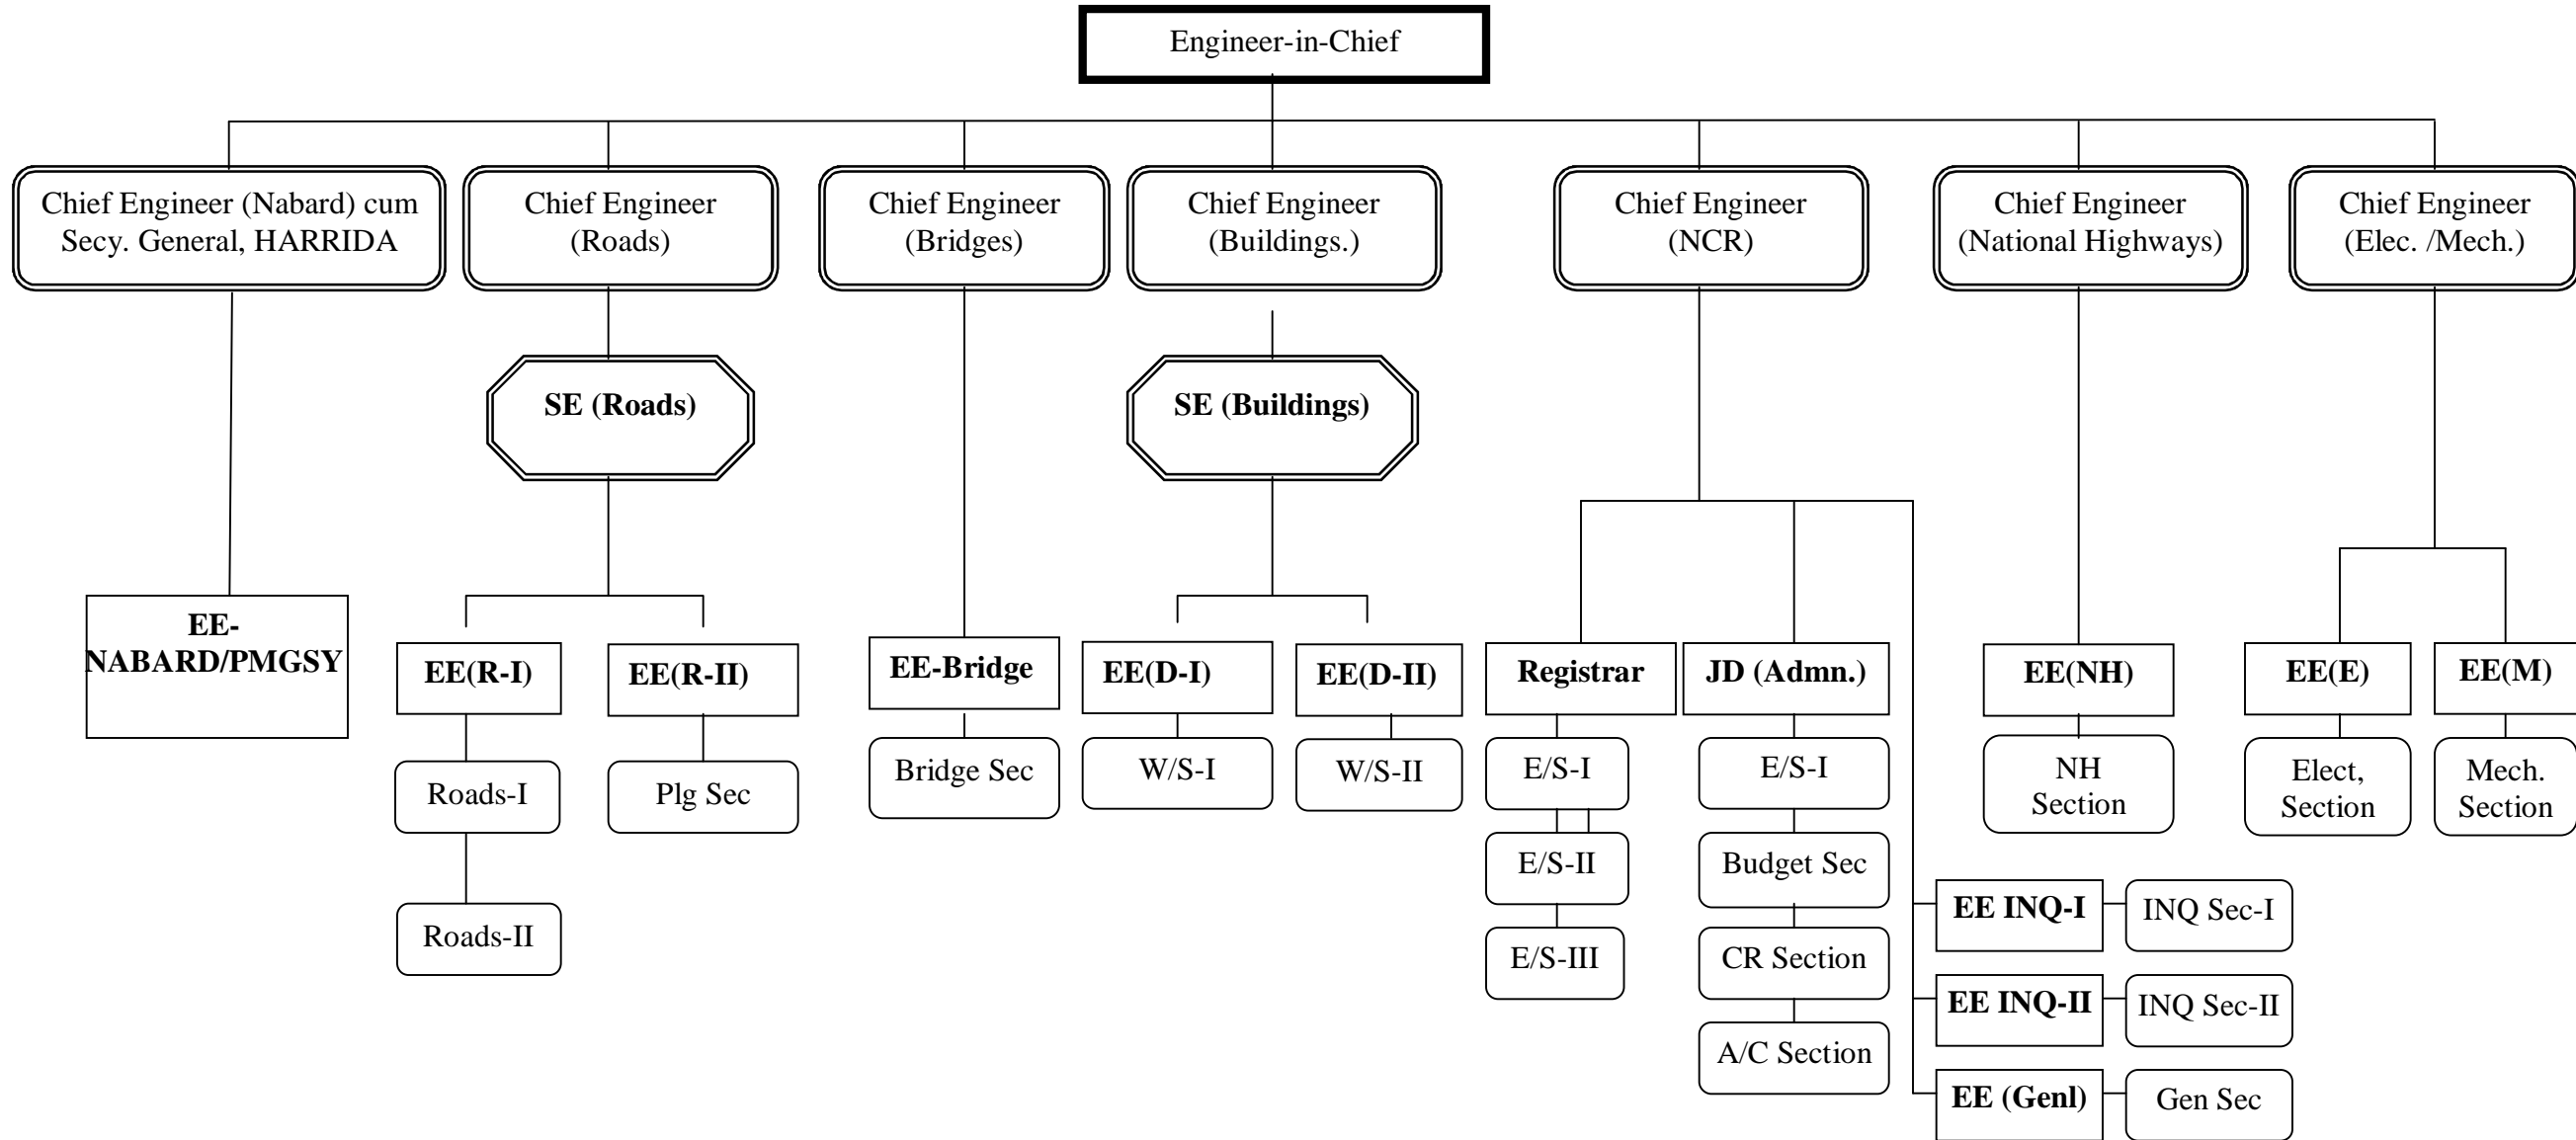 Engineer-in-Chief
Chief Engineer (Nabard) cum
Secy. General, HARRIDA
Chief Engineer
(Roads)
Chief Engineer
(Bridges)
Chief Engineer
(Buildings.)
Chief Engineer
(NCR)
Chief Engineer
(National Highways)
Chief Engineer
(Elec. /Mech.)
SE (Roads)
SE (Buildings)
EE-
NABARD/PMGSY
EE(R-I)
EE(R-II)
EE-Bridge
EE(D-I)
EE(D-II)
Registrar
JD (Admn.)
EE(NH)
EE(E)
EE(M)
Roads-I
Plg Sec
Bridge Sec
W/S-I
W/S-II
E/S-I
E/S-I
NH
Section
Elect,
Section
Mech.
Section
E/S-II
Budget Sec
Roads-II
E/S-III
CR Section
A/C Section
EE INQ-I
INQ Sec-I
EE INQ-II
INQ Sec-II
EE (Genl)
Gen Sec